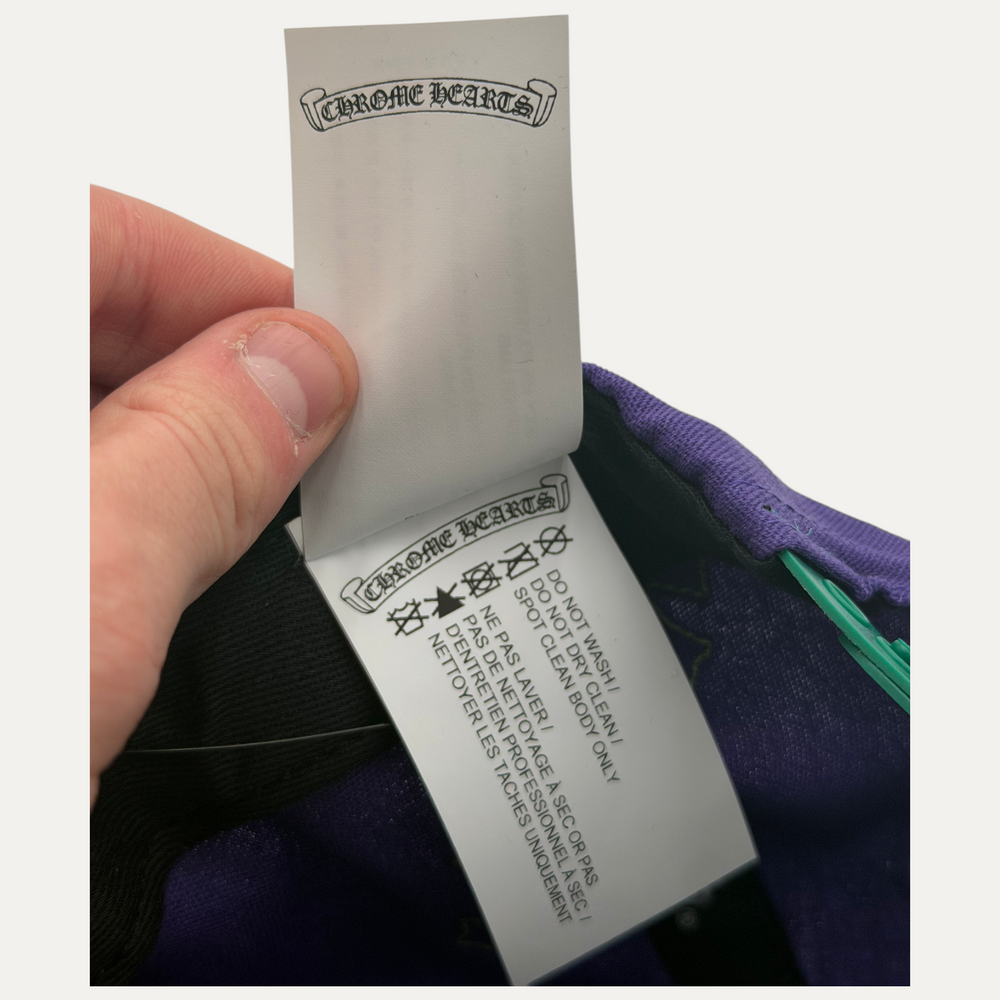 CHROME HEARTS
CHROME HEARTS
DO NOT WASH /
DO NOT DRY CLEAN /
SPOT CLEAN BODY ONLY
NE PAS LAVER /
PAS DE NETTOYAGE À SEC OR PAS
D'ENTRETIEN PROFESSIONNEL À SEC /
NETTOYER LES TACHES UNIQUEMENT